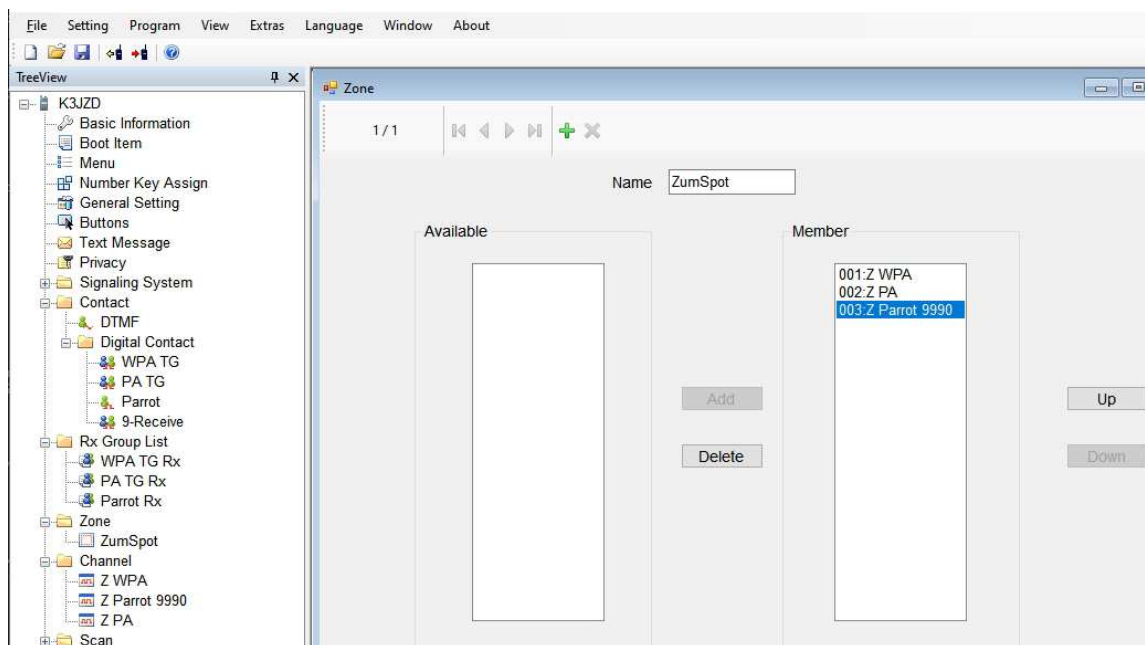 File Setting Program View Extras Language Window About
TreeView
K3JZD
Basic Information
Boot Item
Menu
Number Key Assign
General Setting
Buttons
Text Message
Privacy
Signaling System
Contact
DTMF
Digital Contact
WPA TG
PA TG
Parrot
9-Receive
Rx Group List
WPA TG Rx
PA TG Rx
Parrot Rx
Zone
ZumSpot
Channel
Z WPA
Z Parrot 9990
Z PA
Scan
Zone
1 / 1
Name ZumSpot
Available
Member
001:Z WPA
002:Z PA
003:Z Parrot 9990
Add
Up
Delete
Down